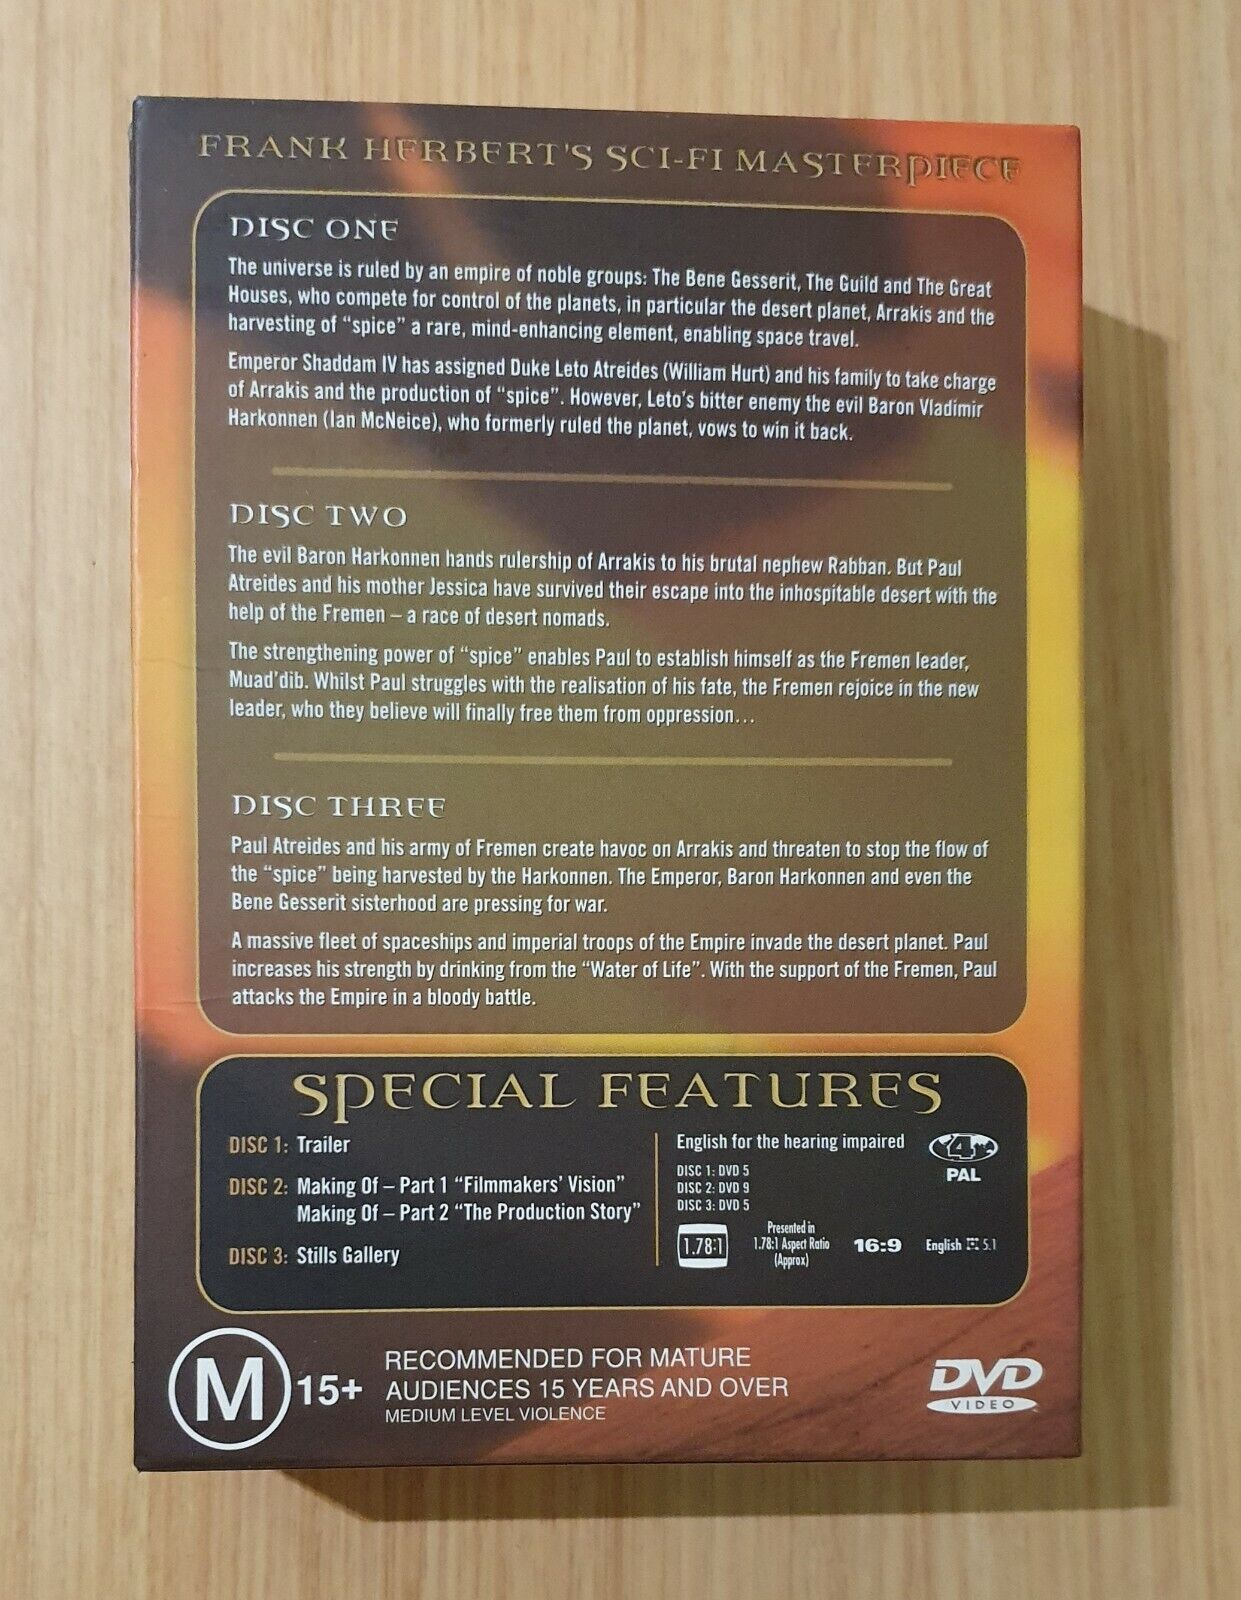 FRANK HERBERT'S SCI-FI MASTERPIECE
DISC ONE
The universe is ruled by an empire of noble groups: The Bene Gesserit, The Guild and The Great
Houses, who compete for control of the planets, in particular the desert planet, Arrakis and the
harvesting of “spice” a rare, mind-enhancing element, enabling space travel.
Emperor Shaddam IV has assigned Duke Leto Atreides (William Hurt) and his family to take charge
of Arrakis and the production of “spice”. However, Leto's bitter enemy the evil Baron Vladimir
Harkonnen (Ian McNeice), who formerly ruled the planet, vows to win it back.
DISC TWO
The evil Baron Harkonnen hands rulership of Arrakis to his brutal nephew Rabban. But Paul
Atreides and his mother Jessica have survived their escape into the inhospitable desert with the
help of the Fremen – a race of desert nomads.
The strengthening power of “spice” enables Paul to establish himself as the Fremen leader,
Muad'dib. Whilst Paul struggles with the realisation of his fate, the Fremen rejoice in the new
leader, who they believe will finally free them from oppression...
DISC THREE
Paul Atreides and his army of Fremen create havoc on Arrakis and threaten to stop the flow of
the “spice” being harvested by the Harkonnen. The Emperor, Baron Harkonnen and even the
Bene Gesserit sisterhood are pressing for war.
A massive fleet of spaceships and imperial troops of the Empire invade the desert planet. Paul
increases his strength by drinking from the “Water of Life”. With the support of the Fremen, Paul
attacks the Empire in a bloody battle.
SPECIAL FEATURES
DISC 1: Trailer
DISC 2: Making Of – Part 1 “Filmmakers' Vision”
Making Of – Part 2 “The Production Story”
DISC 3: Stills Gallery
English for the hearing impaired
DISC 1: DVD 5
DISC 2: DVD 9
DISC 3: DVD 5
4
PAL
1.78:1
Presented in
1.78:1 Aspect Ratio
(Approx)
16:9
English 5.1
M 15+
RECOMMENDED FOR MATURE
AUDIENCES 15 YEARS AND OVER
MEDIUM LEVEL VIOLENCE
DVD
VIDEO